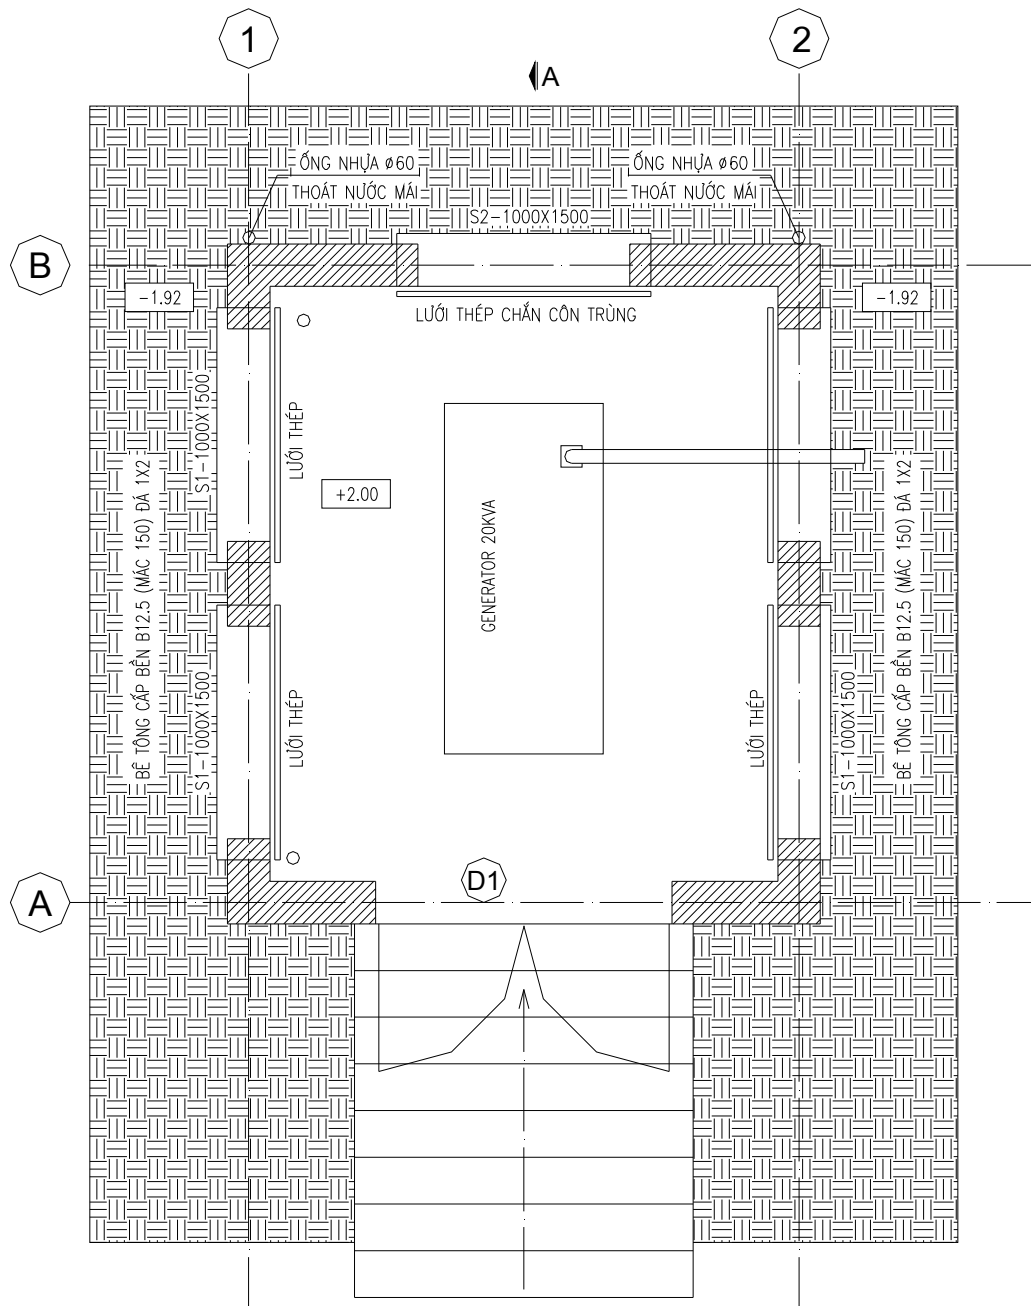 1
2
A
ỐNG NHỰA ø60
THOÁT NƯỚC MÁI
ỐNG NHỰA ø60
THOÁT NƯỚC MÁI
S2-1000X1500
B
-1.92
-1.92
LƯỚI THÉP CHẮN CÔN TRÙNG
S1-1000X1500
LƯỚI THÉP
+2.00
GENERATOR 20KVA
BÊ TÔNG CẤP BỀN B12.5 (MÁC 150) ĐÁ 1X2
BÊ TÔNG CẤP BỀN B12.5 (MÁC 150) ĐÁ 1X2
S1-1000X1500
LƯỚI THÉP
LƯỚI THÉP
S1-1000X1500
D1
A